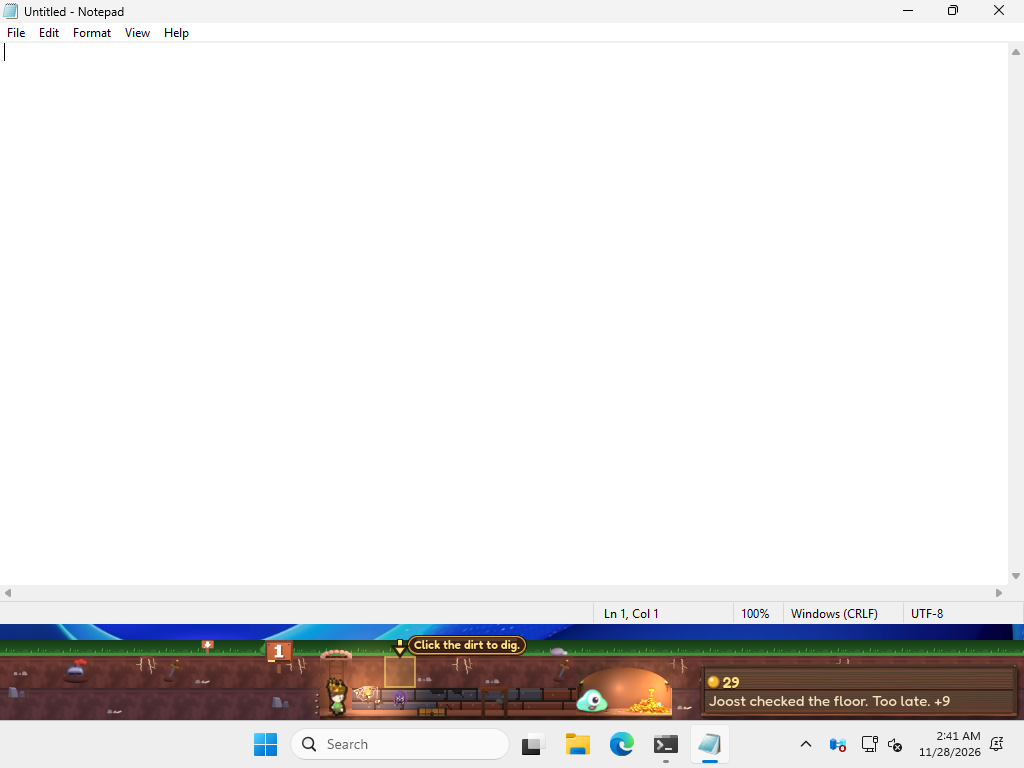 Untitled - Notepad
File Edit Format View Help
Ln 1, Col 1 100% Windows (CRLF) UTF-8
Click the dirt to dig.
1
29
Joost checked the floor. Too late. +9
Search
2:41 AM
11/28/2026